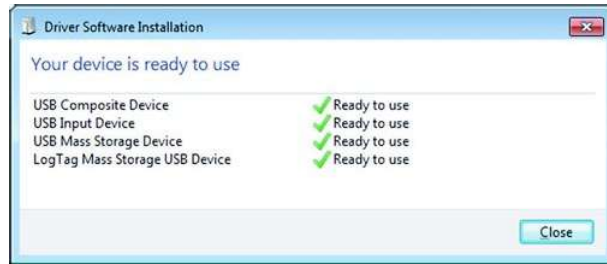 Driver Software Installation
Your device is ready to use
USB Composite Device Ready to use
USB Input Device Ready to use
USB Mass Storage Device Ready to use
LogTag Mass Storage USB Device Ready to use
Close